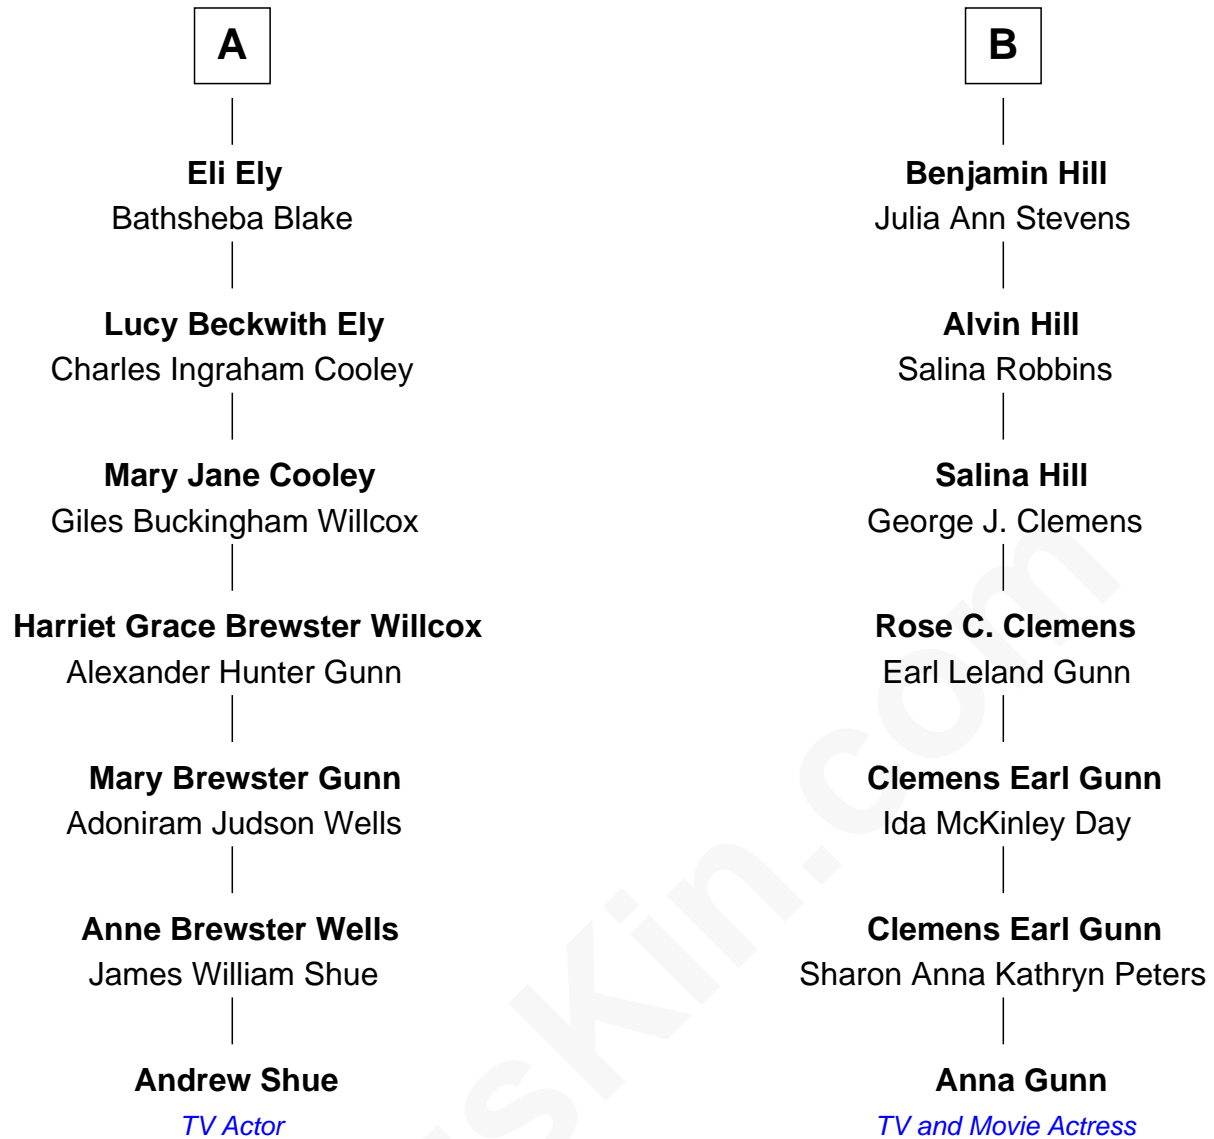 A
Eli Ely
Bathsheba Blake
Lucy Beckwith Ely
Charles Ingraham Cooley
Mary Jane Cooley
Giles Buckingham Willcox
Harriet Grace Brewster Willcox
Alexander Hunter Gunn
Mary Brewster Gunn
Adoniram Judson Wells
Anne Brewster Wells
James William Shue
Andrew Shue
TV Actor
B
Benjamin Hill
Julia Ann Stevens
Alvin Hill
Salina Robbins
Salina Hill
George J. Clemens
Rose C. Clemens
Earl Leland Gunn
Clemens Earl Gunn
Ida McKinley Day
Clemens Earl Gunn
Sharon Anna Kathryn Peters
Anna Gunn
TV and Movie Actress
sKin.com